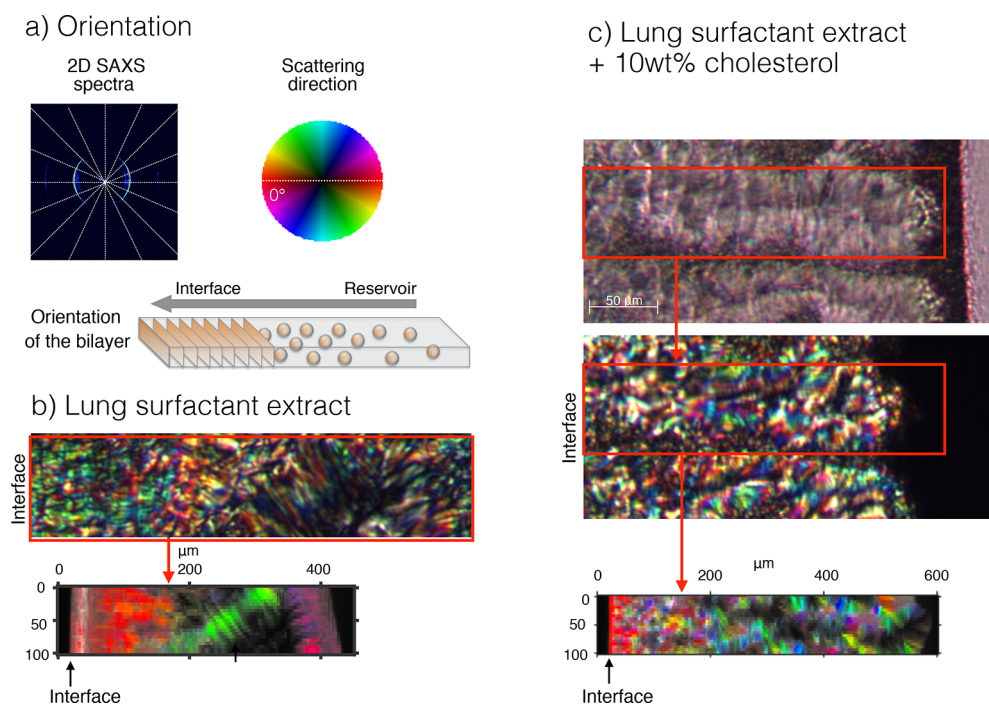 a) Orientation
2D SAXS
spectra
Scattering
direction
0°
Interface
Reservoir
Orientation
of the bilayer
b) Lung surfactant extract
Interface
µm
0
200
400
0
50
100
Interface
c) Lung surfactant extract
+ 10wt% cholesterol
50 µm
Interface
µm
0
200
400
600
0
50
100
Interface